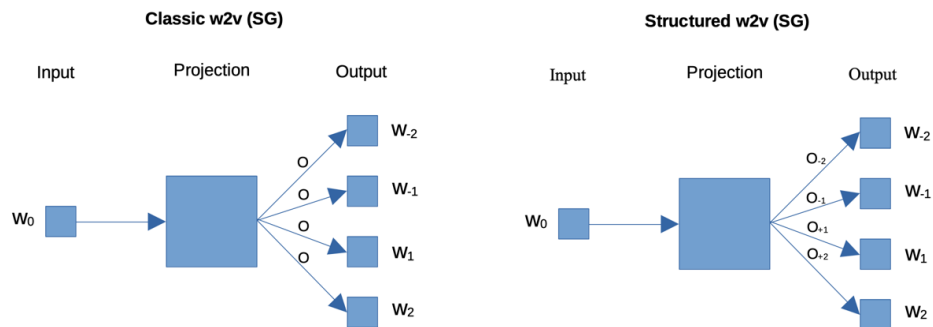 Classic w2v (SG)
Input
Projection
Output
W0
O
O
O
O
W-2
W-1
W1
W2
Structured w2v (SG)
Input
Projection
Output
W0
O-2
O-1
O+1
O+2
W-2
W-1
W1
W2